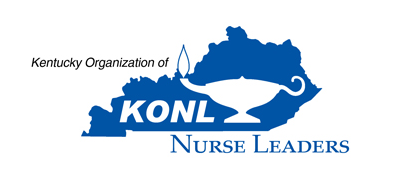 Kentucky Organization of
KONL
Nurse Leaders